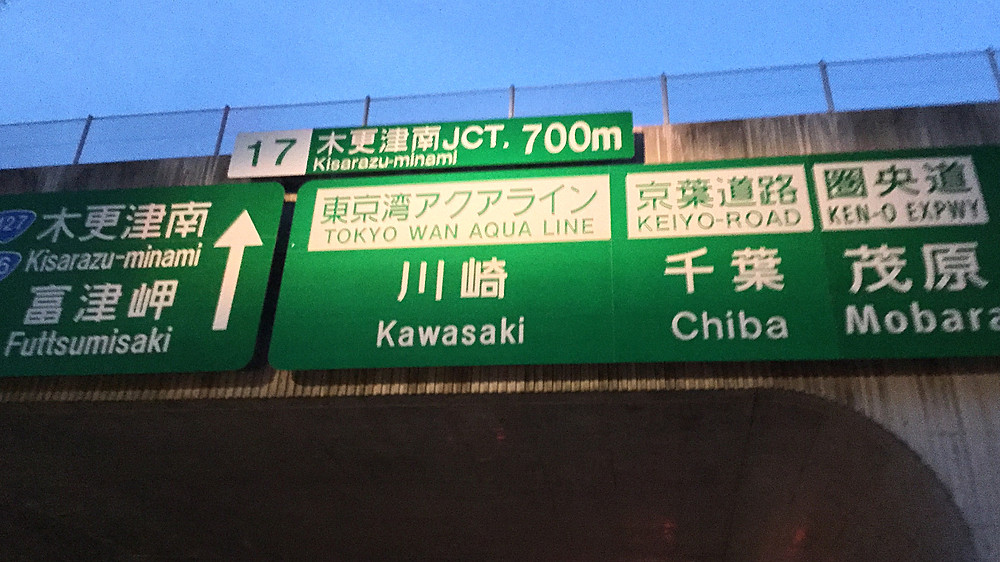 17 木更津南JCT. 700m
Kisarazu-minami
127 木更津南
Kisarazu-minami
富津岬
Futtsumisaki
東京湾アクアライン
TOKYO WAN AQUA LINE
川崎
Kawasaki
京葉道路
KEIYO-ROAD
千葉
Chiba
圏央道
KEN-O EXPWY
茂原
Mobara